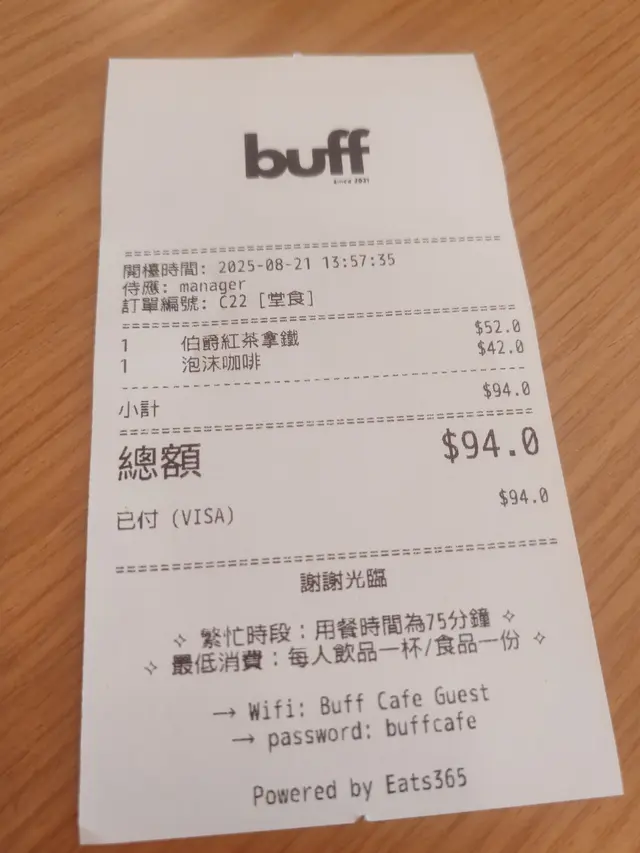 buff
since 2021
開檯時間: 2025-08-21 13:57:35
侍應: manager
訂單編號: C22 [堂食]
1 伯爵紅茶拿鐵 $52.0
1 泡沫咖啡 $42.0
小計 $94.0
總額 $94.0
已付 (VISA) $94.0
謝謝光臨
✧ 繁忙時段：用餐時間為75分鐘 ✧
✧ 最低消費：每人飲品一杯/食品一份 ✧
→ Wifi: Buff Cafe Guest
→ password: buffcafe
Powered by Eats365